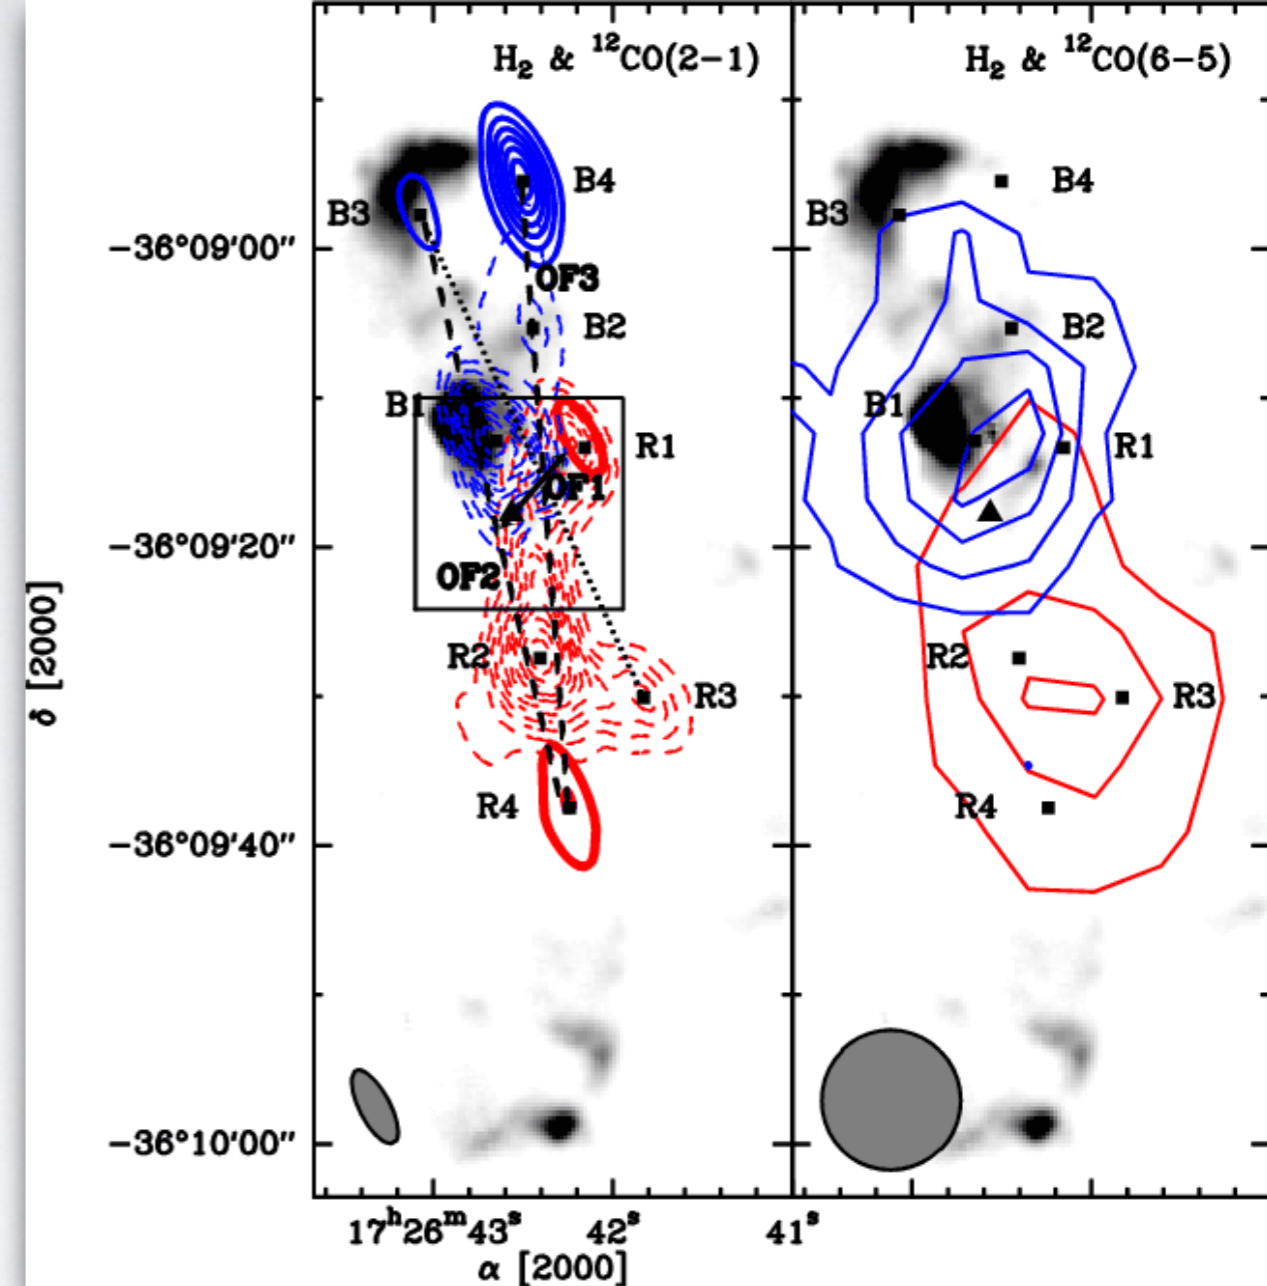 H₂ & ¹²CO(2−1)
H₂ & ¹²CO(6−5)
B4
B4
B3
B3
−36°09′00″
OF3
B2
B2
B1
B1
R1
R1
OF1
−36°09′20″
OF2
δ [2000]
R2
R2
R3
R3
R4
R4
−36°09′40″
−36°10′00″
17ʰ26ᵐ43ˢ
42ˢ
41ˢ
α [2000]